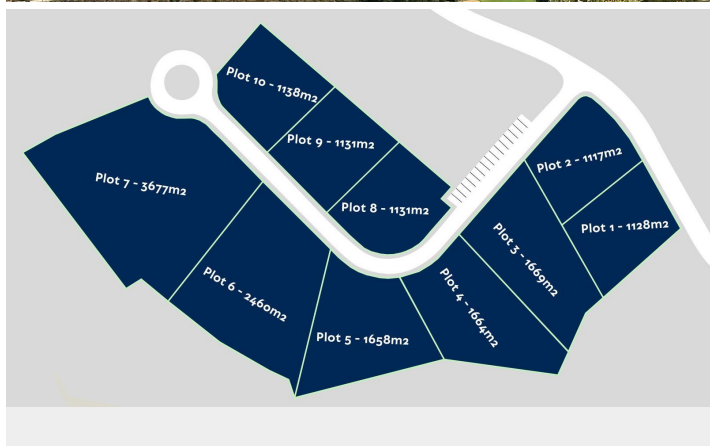 Plot 10 - 1138m2
Plot 9 - 1131m2
Plot 8 - 1131m2
Plot 7 - 3677m2
Plot 6 - 2460m2
Plot 5 - 1658m2
Plot 4 - 1664m2
Plot 3 - 1669m2
Plot 2 - 1117m2
Plot 1 - 1128m2